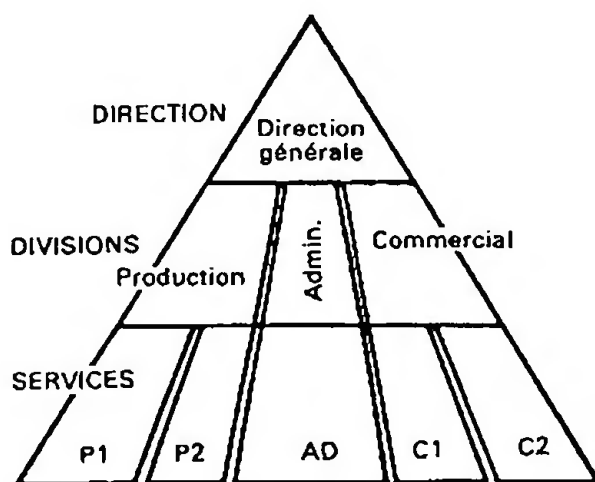 DIRECTION
Direction
générale
DIVISIONS
Production
Admin.
Commercial
SERVICES
P1
P2
AD
C1
C2